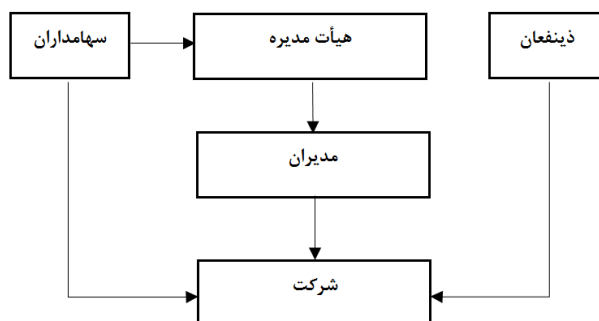 ذینفعان
هیأت مدیره
سهامداران
مدیران
شرکت